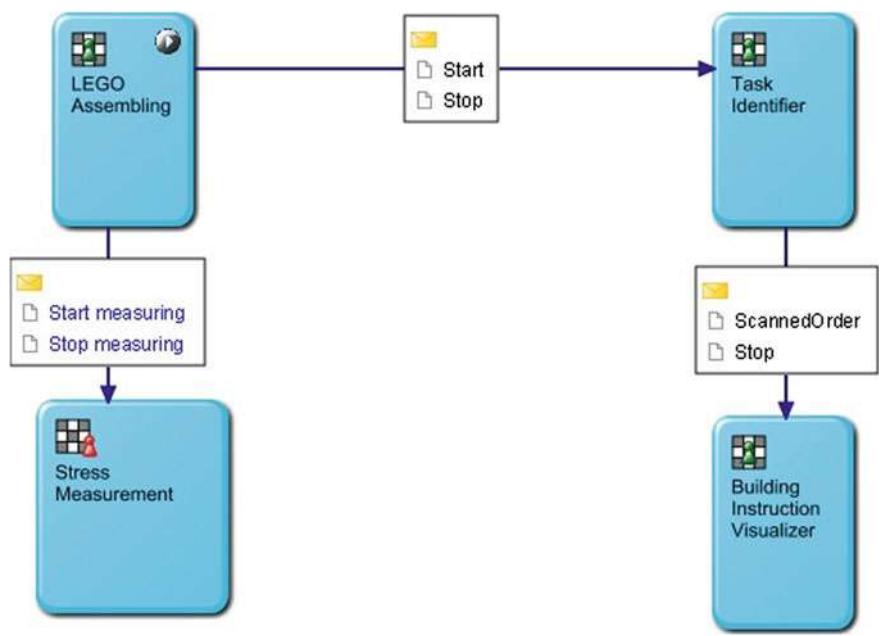 LEGO
Assembling
Start
Stop
Task
Identifier
Start measuring
Stop measuring
ScannedOrder
Stop
Stress
Measurement
Building
Instruction
Visualizer